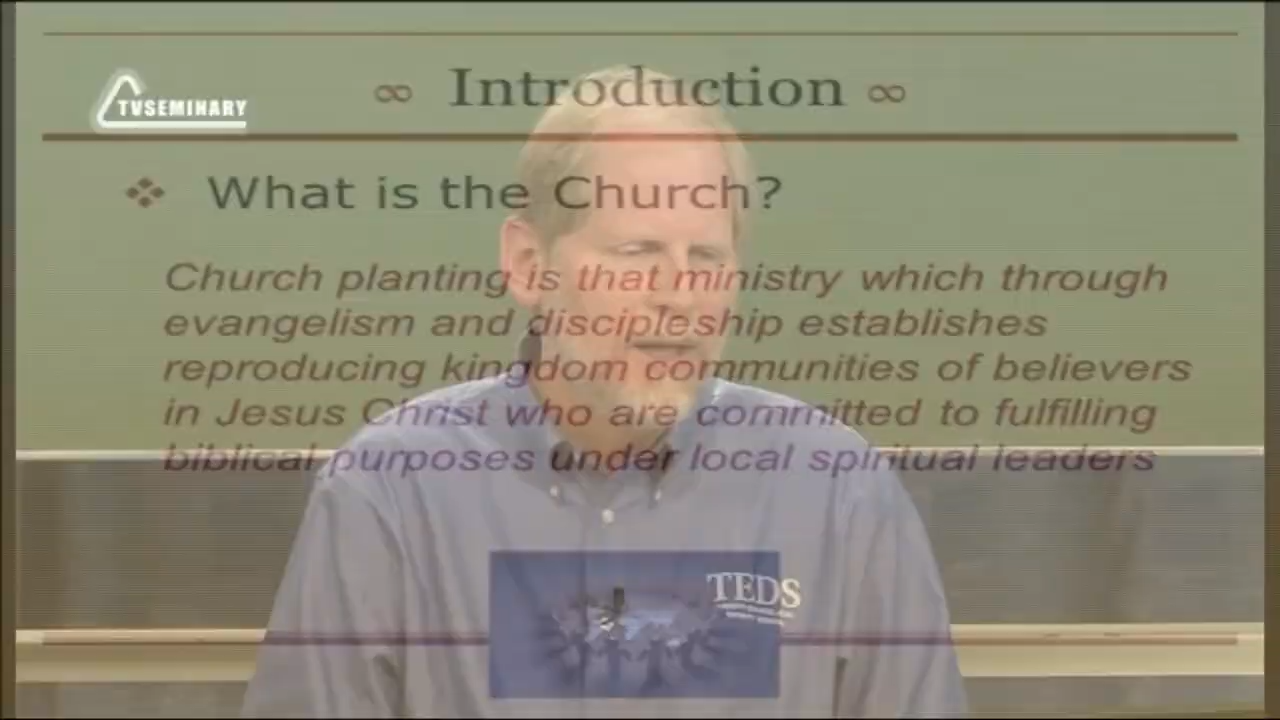 ∞ Introduction ∞
TVSEMINARY
❖ What is the Church?
Church planting is that ministry which through
evangelism and discipleship establishes
reproducing kingdom communities of believers
in Jesus Christ who are committed to fulfilling
biblical purposes under local spiritual leaders
TEDS